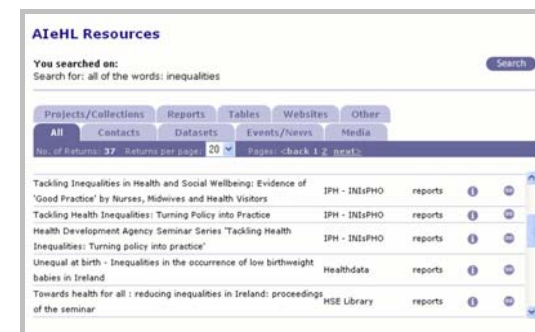 AIeHL Resources
You searched on:
Search
Search for: all of the words: inequalities
Projects/Collections Reports Tables Websites Other
All Contacts Datasets Events/News Media
No. of Returns: 37 Returns per page: 20 Pages: <back 1 2 next>
Tackling Inequalities in Health and Social Wellbeing: Evidence of
'Good Practice' by Nurses, Midwives and Health Visitors
IPH - INIsPHO reports
Tackling Health Inequalities: Turning Policy into Practice IPH - INIsPHO reports
Health Development Agency Seminar Series 'Tackling Health
Inequalities: Turning policy into practice'
IPH - INIsPHO reports
Unequal at birth - Inequalities in the occurrence of low birthweight
babies in Ireland
Healthdata reports
Towards health for all : reducing inequalities in Ireland: proceedings
of the seminar
HSE Library reports